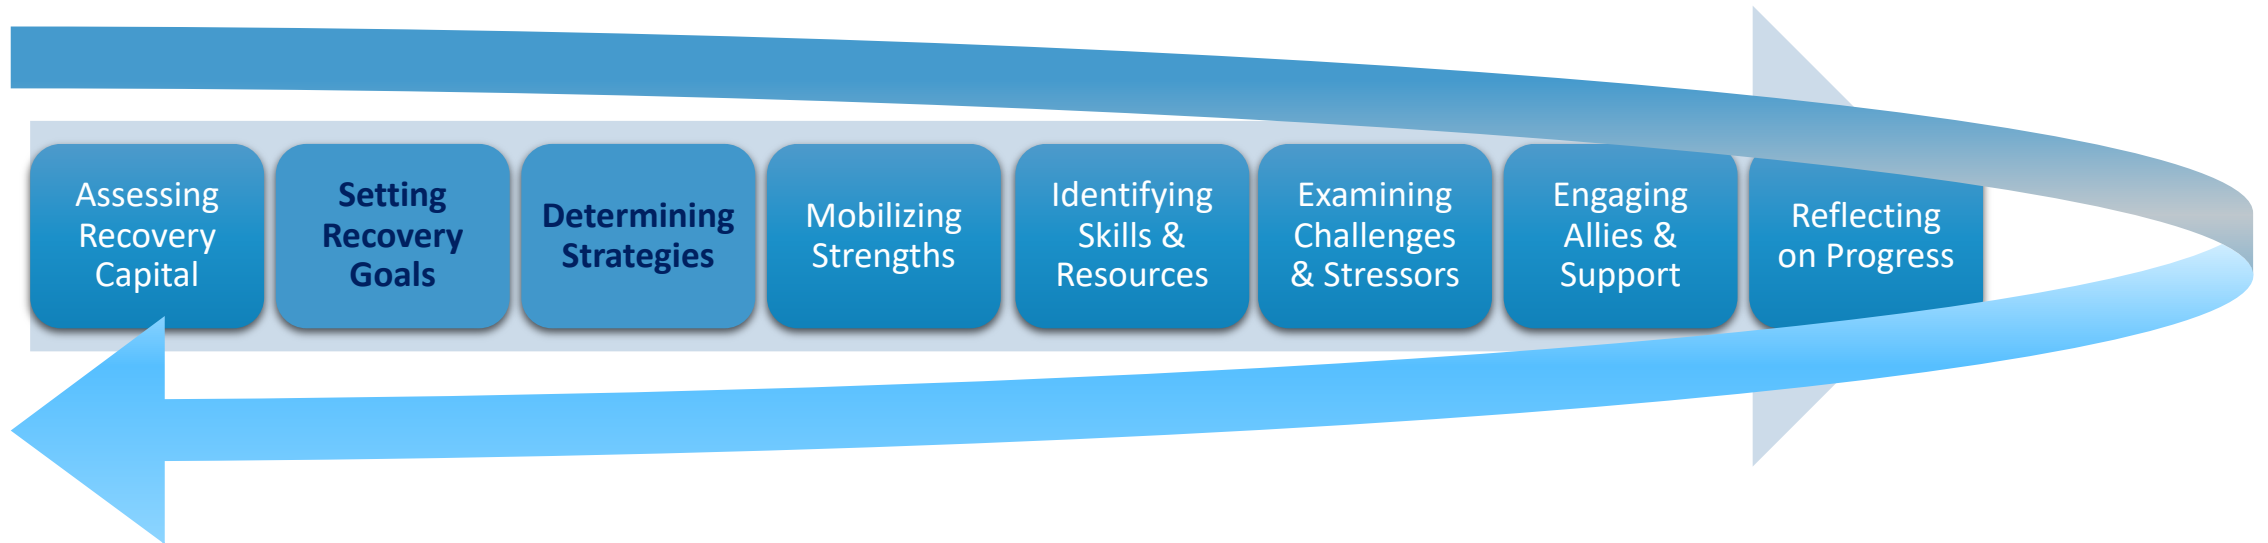 Assessing
Recovery
Capital
Setting
Recovery
Goals
Determining
Strategies
Mobilizing
Strengths
Identifying
Skills &
Resources
Examining
Challenges
& Stressors
Engaging
Allies &
Support
Reflecting
on Progress